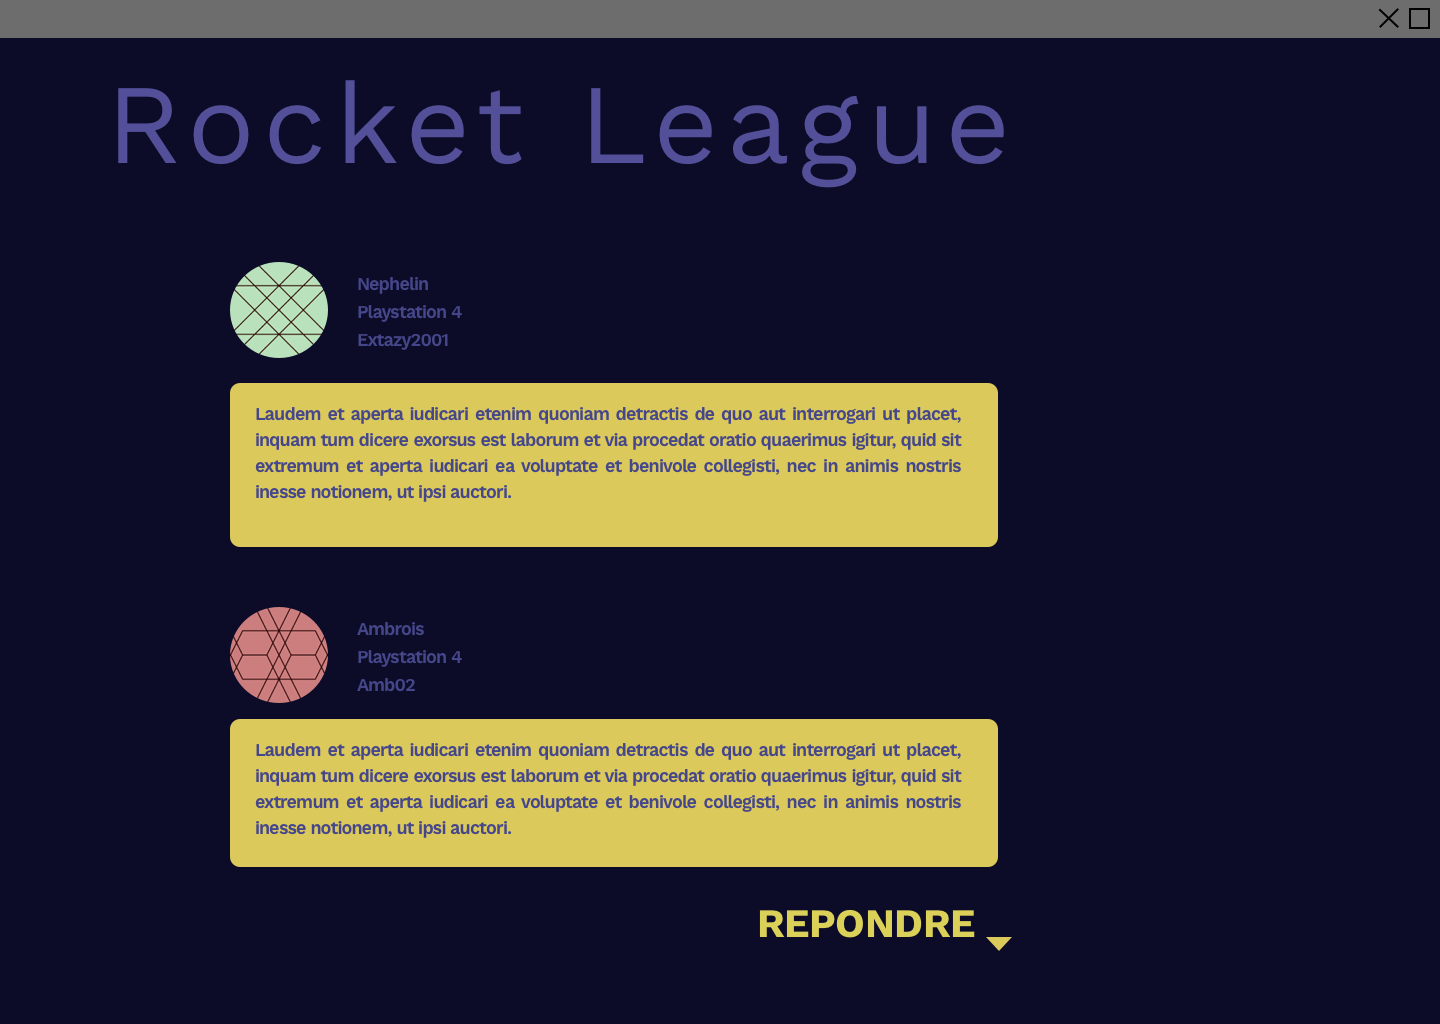 Rocket League
Nephelin
Playstation 4
Extazy2001
Laudem et aperta iudicari etenim quoniam detractis de quo aut interrogari ut placet,
inquam tum dicere exorsus est laborum et via procedat oratio quaerimus igitur, quid sit
extremum et aperta iudicari ea voluptate et benivole collegisti, nec in animis nostris
inesse notionem, ut ipsi auctori.
Ambrois
Playstation 4
Amb02
Laudem et aperta iudicari etenim quoniam detractis de quo aut interrogari ut placet,
inquam tum dicere exorsus est laborum et via procedat oratio quaerimus igitur, quid sit
extremum et aperta iudicari ea voluptate et benivole collegisti, nec in animis nostris
inesse notionem, ut ipsi auctori.
REPONDRE